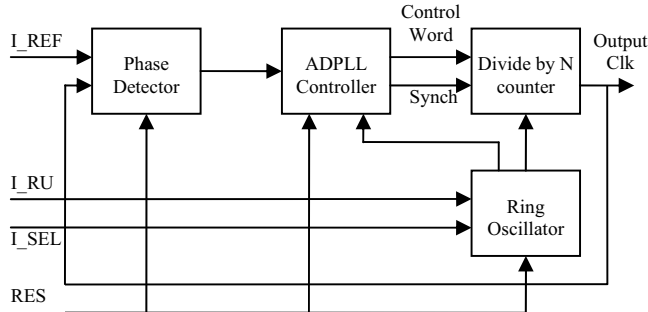 I_REF
Phase
Detector
ADPLL
Controller
Control
Word
Synch
Divide by N
counter
Output
Clk
I_RU
I_SEL
Ring
Oscillator
RES